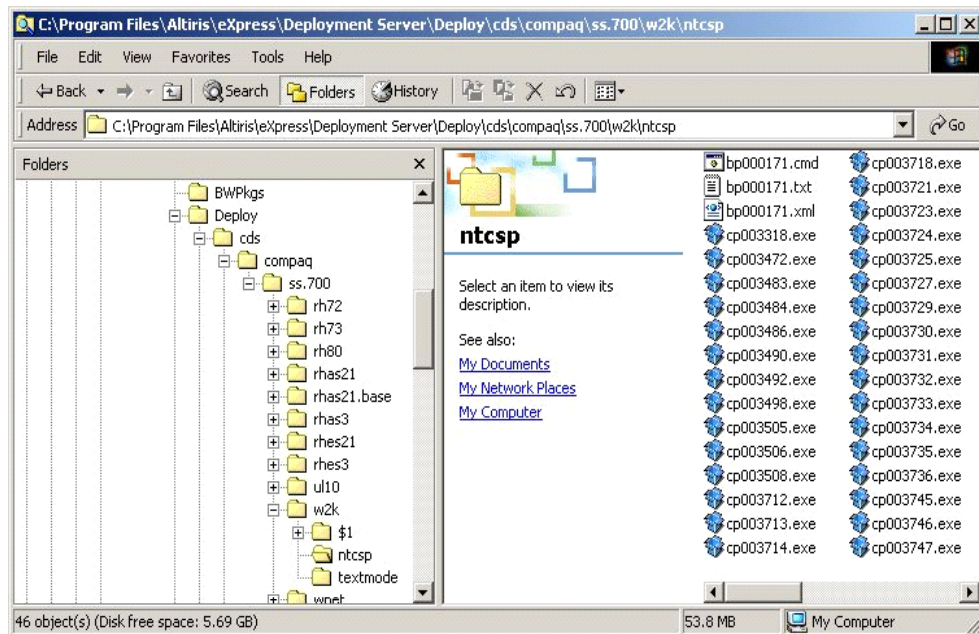 C:\Program Files\Altiris\eXpress\Deployment Server\Deploy\cds\compaq\ss.700\w2k\ntcsp
File Edit View Favorites Tools Help
Back Search Folders History
Address C:\Program Files\Altiris\eXpress\Deployment Server\Deploy\cds\compaq\ss.700\w2k\ntcsp Go
Folders
BWPkgs
Deploy
cds
compaq
ss.700
rh72
rh73
rh80
rhas21
rhas21.base
rhas3
rhes21
rhes3
ul10
w2k
$1
ntcsp
textmode
wnet
ntcsp
Select an item to view its
description.
See also:
My Documents
My Network Places
My Computer
bp000171.cmd
bp000171.txt
bp000171.xml
cp003318.exe
cp003472.exe
cp003483.exe
cp003484.exe
cp003486.exe
cp003490.exe
cp003492.exe
cp003498.exe
cp003505.exe
cp003506.exe
cp003508.exe
cp003712.exe
cp003713.exe
cp003714.exe
cp003718.exe
cp003721.exe
cp003723.exe
cp003724.exe
cp003725.exe
cp003727.exe
cp003729.exe
cp003730.exe
cp003731.exe
cp003732.exe
cp003733.exe
cp003734.exe
cp003735.exe
cp003736.exe
cp003745.exe
cp003746.exe
cp003747.exe
46 object(s) (Disk free space: 5.69 GB) 53.8 MB My Computer